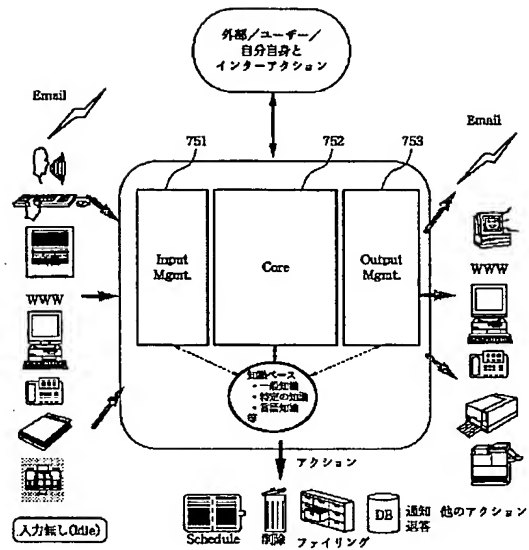 外部／ユーザー／
自分自身と
インターアクション
Email
Email
751
752
753
Input
Mgmt.
Core
Output
Mgmt.
WWW
WWW
知識ベース
・一般知識
・特定の知識
・言語知識
等
アクション
入力無し(Idle)
Schedule
削除
ファイリング
DB
通知
返答
他のアクション